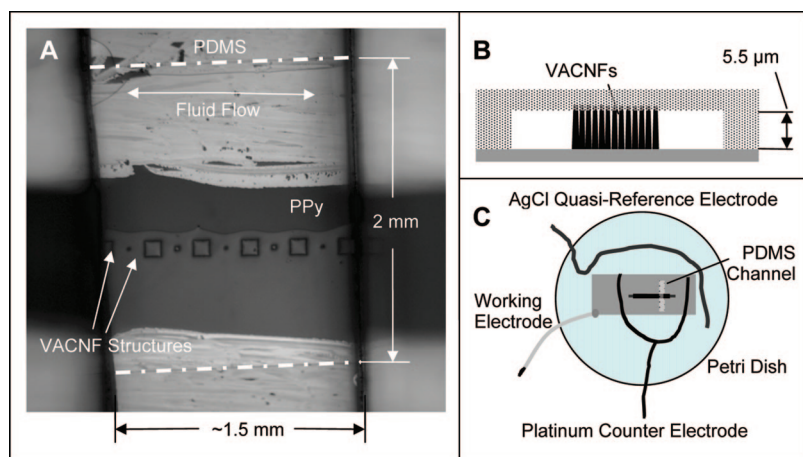 A
PDMS
Fluid Flow
PPy
2 mm
VACNF Structures
~1.5 mm
B
VACNFs
5.5 µm
C
AgCl Quasi-Reference Electrode
PDMS
Channel
Working
Electrode
Petri Dish
Platinum Counter Electrode